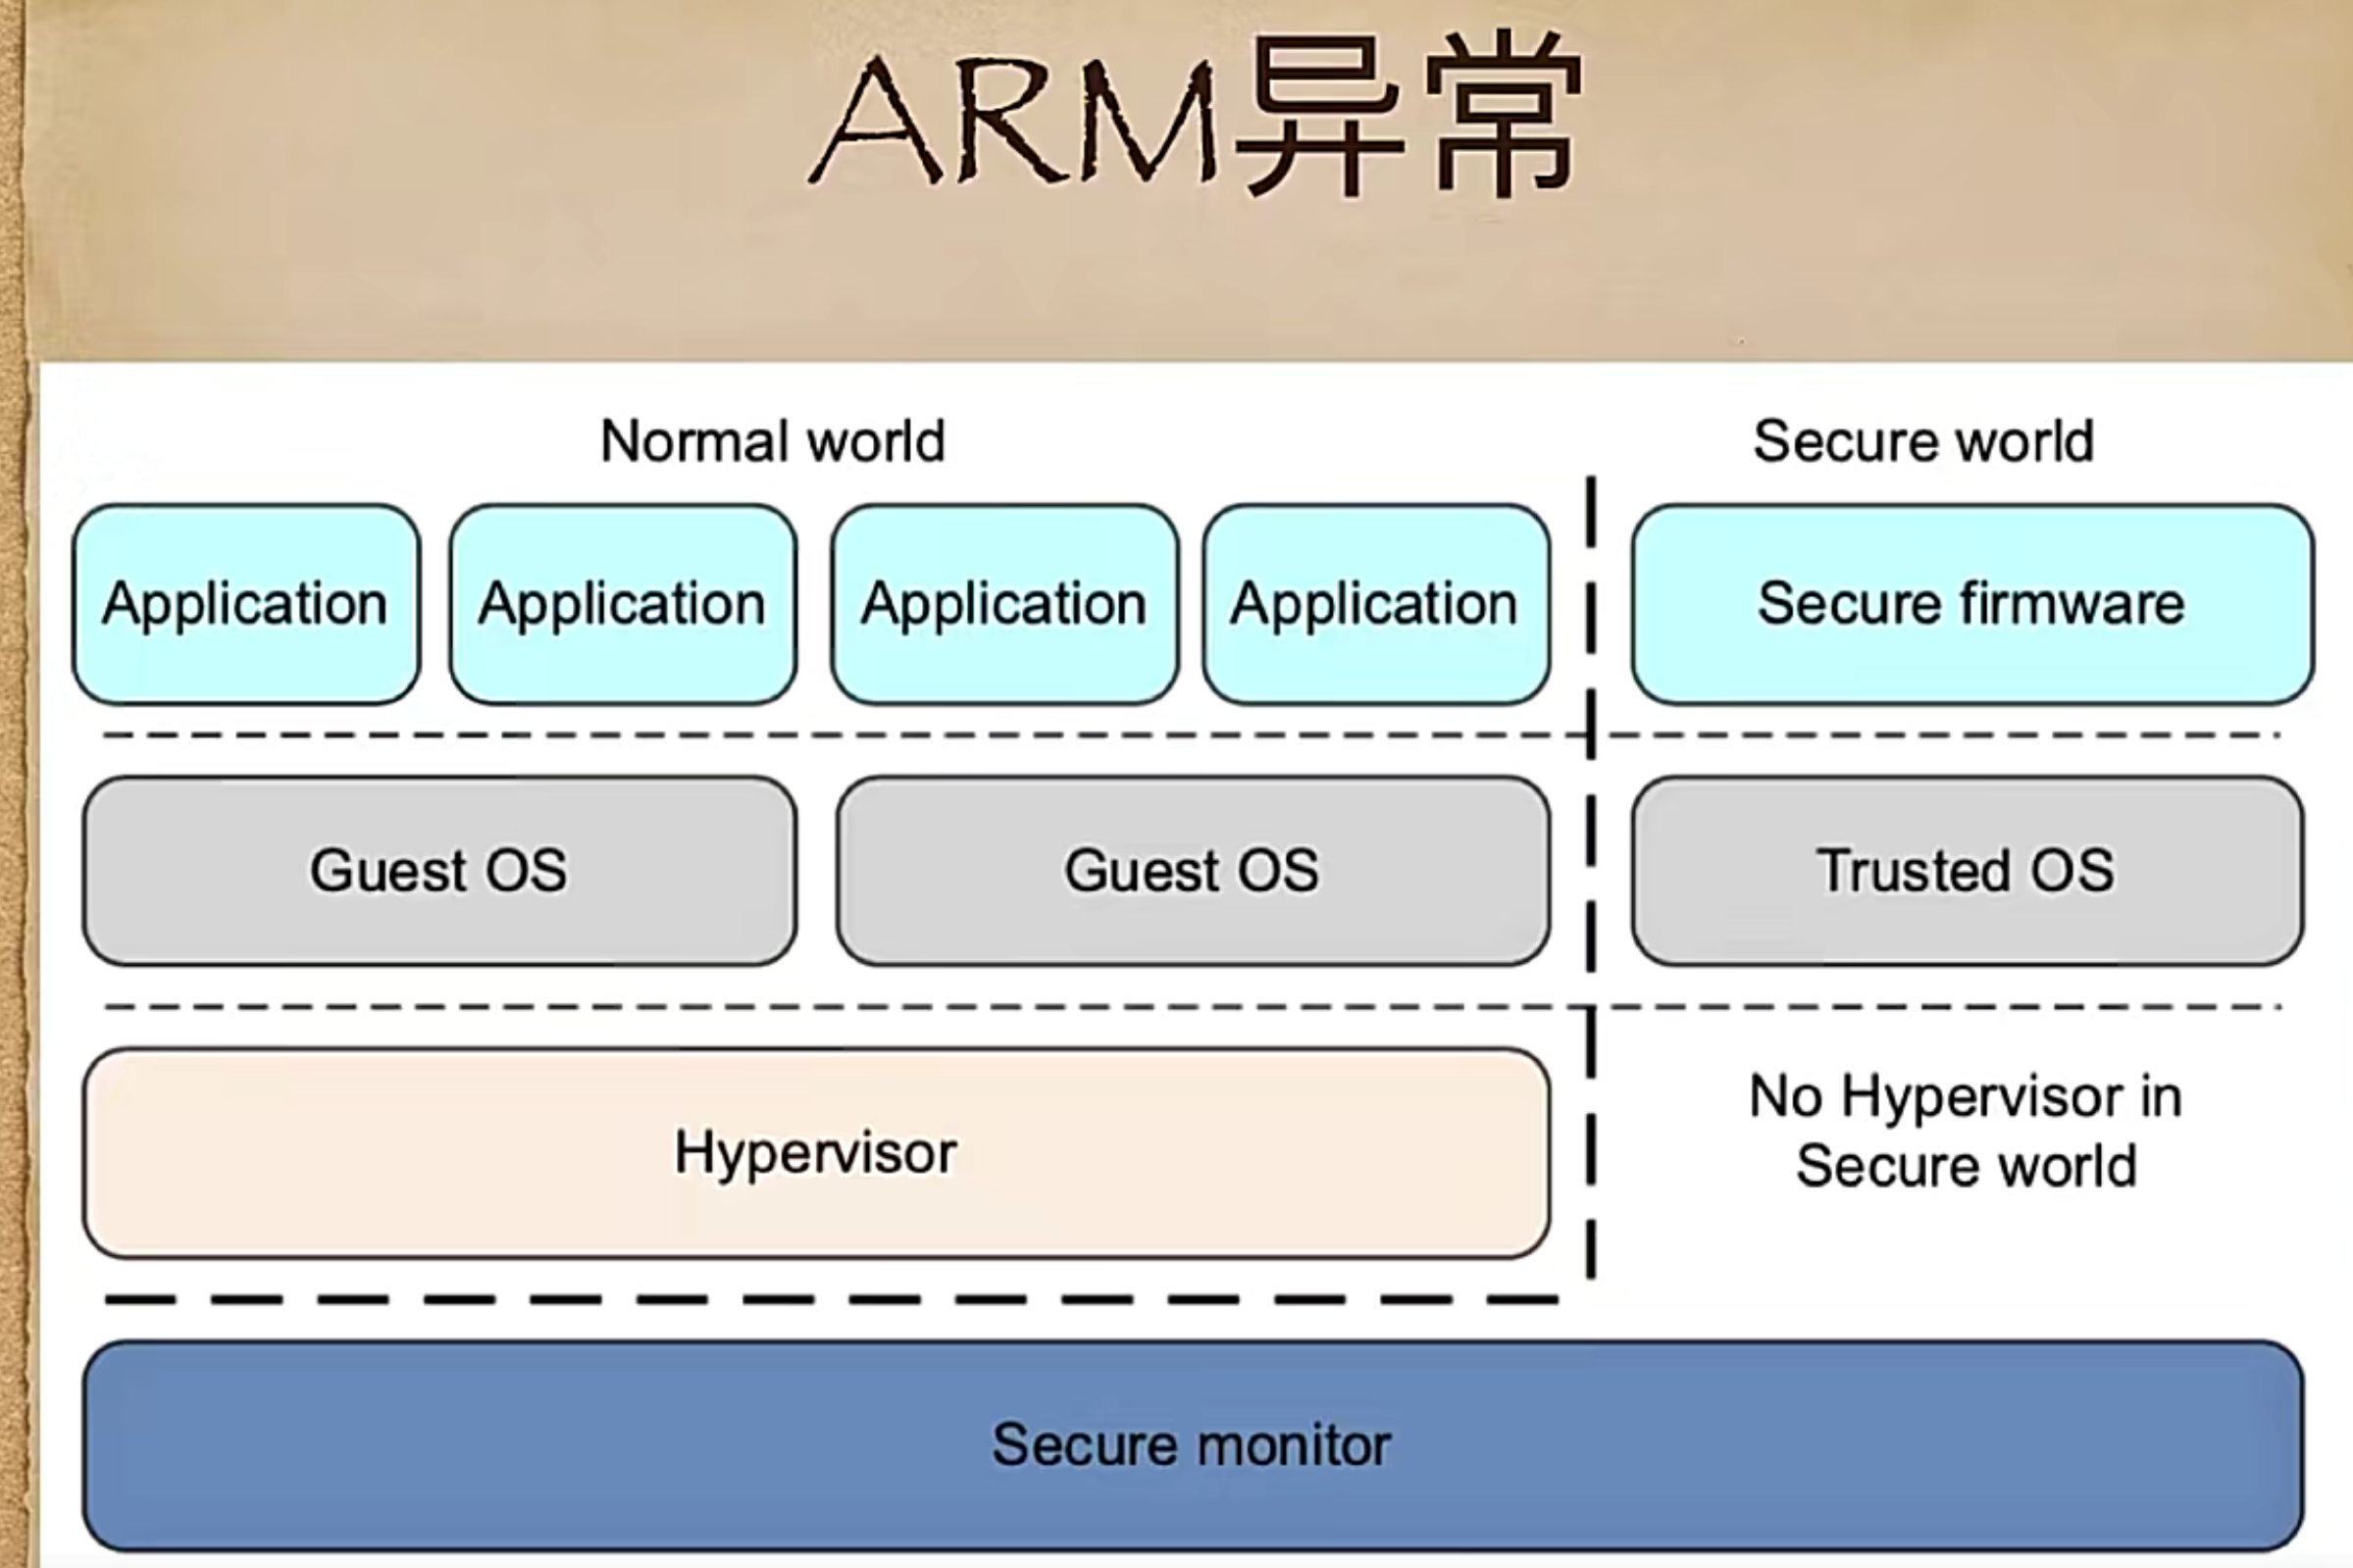 ARM异常
Normal world
Secure world
Application
Application
Application
Application
Secure firmware
Guest OS
Guest OS
Trusted OS
Hypervisor
No Hypervisor in
Secure world
Secure monitor